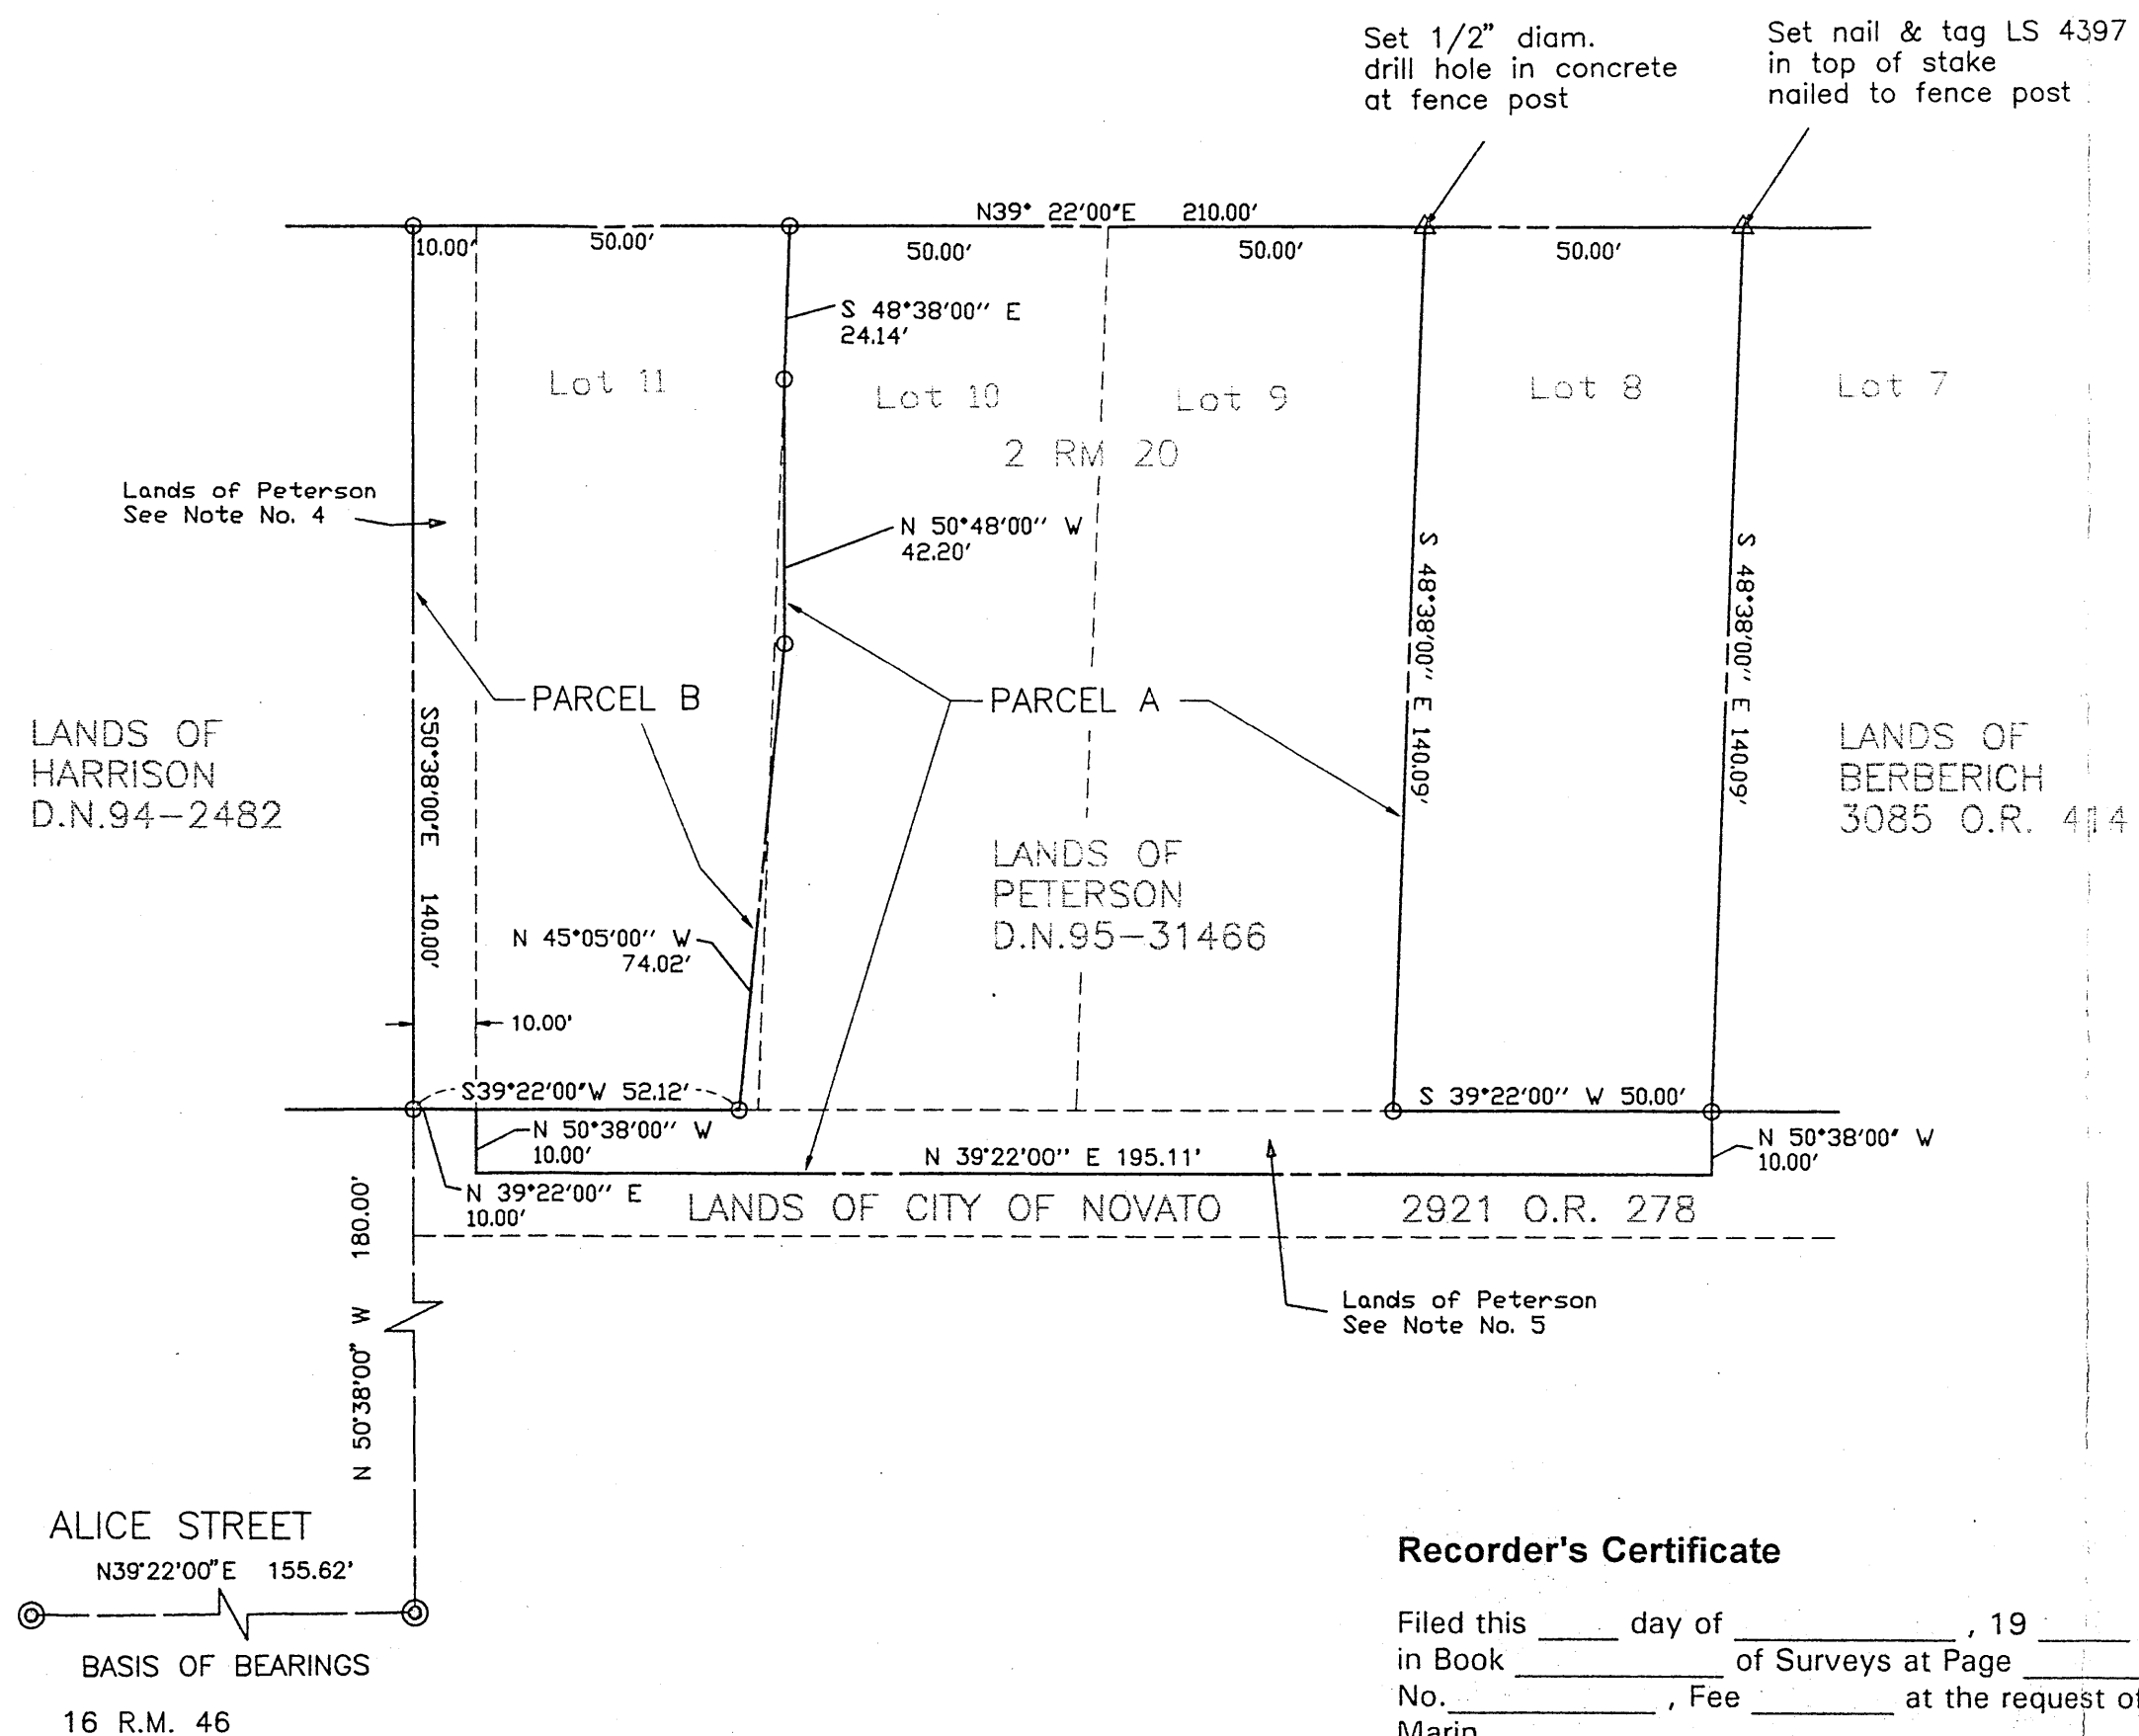 Set 1/2" diam.
drill hole in concrete
at fence post
Set nail & tag LS 4397
in top of stake
nailed to fence post
N39° 22'00"E 210.00'
10.00'
50.00'
50.00'
50.00'
50.00'
S 48°38'00" E
24.14'
Lot 11
Lot 10
Lot 9
Lot 8
Lot 7
2 RM 20
Lands of Peterson
See Note No. 4
N 50°48'00" W
42.20'
S 48°38'00" E 140.09'
S 48°38'00" E 140.09'
PARCEL B
PARCEL A
LANDS OF
HARRISON
D.N.94-2482
S50°38'00"E 140.00'
LANDS OF
BERBERICH
3085 O.R. 414
LANDS OF
PETERSON
D.N.95-31466
N 45°05'00" W
74.02'
10.00'
S39°22'00"W 52.12'
S 39°22'00" W 50.00'
N 50°38'00" W
10.00'
N 39°22'00" E 195.11'
N 50°38'00" W
10.00'
N 39°22'00" E
10.00'
LANDS OF CITY OF NOVATO 2921 O.R. 278
N 50°38'00" W 180.00'
Lands of Peterson
See Note No. 5
ALICE STREET
N39°22'00"E 155.62'
BASIS OF BEARINGS
16 R.M. 46
Recorder's Certificate
Filed this ____ day of ____________, 19 ____
in Book ____________ of Surveys at Page ______
No. ____________, Fee ________ at the request of
Marin